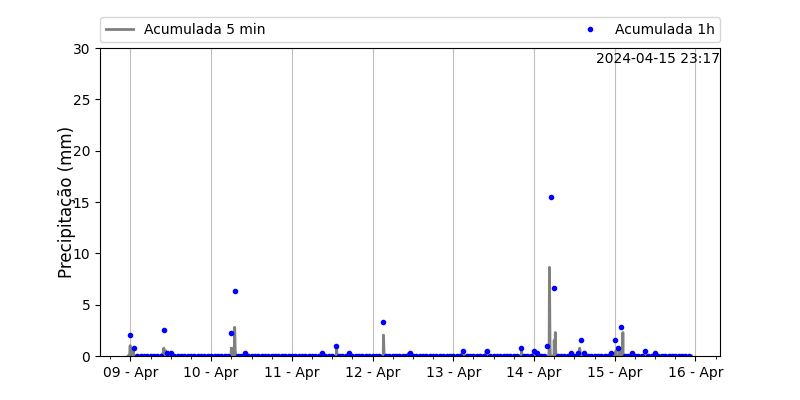 Acumulada 5 min
Acumulada 1h
2024-04-15 23:17
Precipitação (mm)
30
25
20
15
10
5
0
09 - Apr
10 - Apr
11 - Apr
12 - Apr
13 - Apr
14 - Apr
15 - Apr
16 - Apr